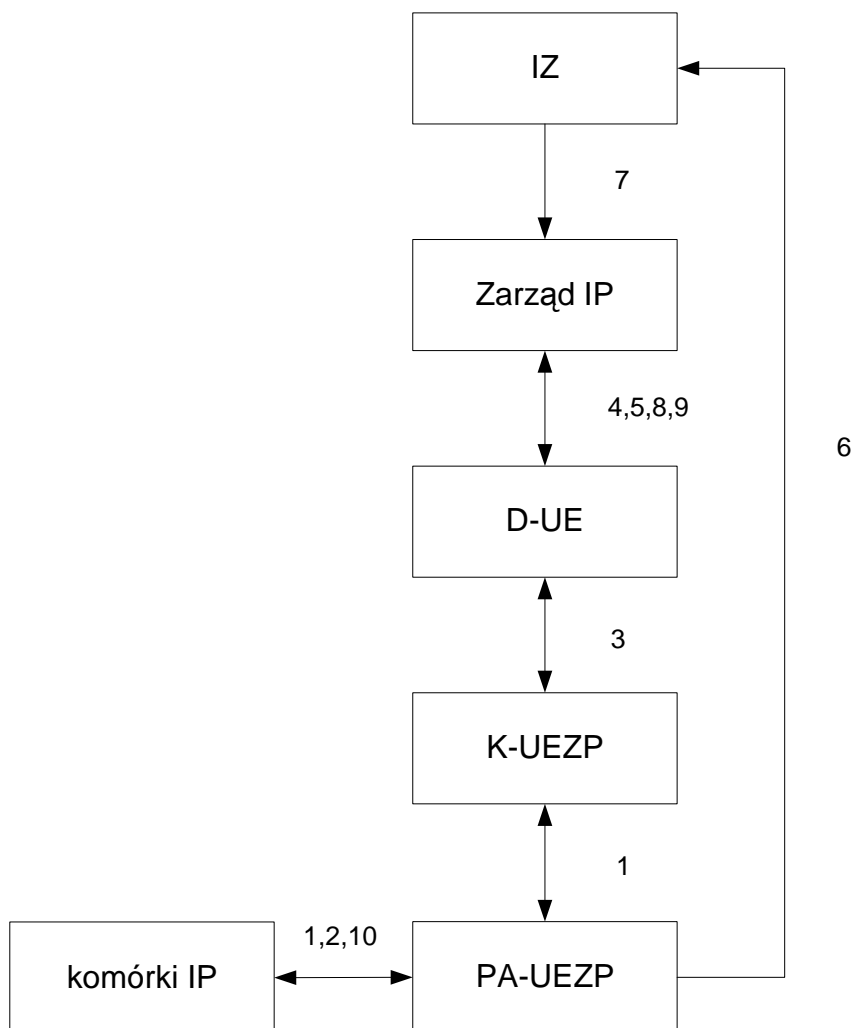 IZ
7
Zarząd IP
4,5,8,9
6
D-UE
3
K-UEZP
1
1,2,10
komórki IP
PA-UEZP